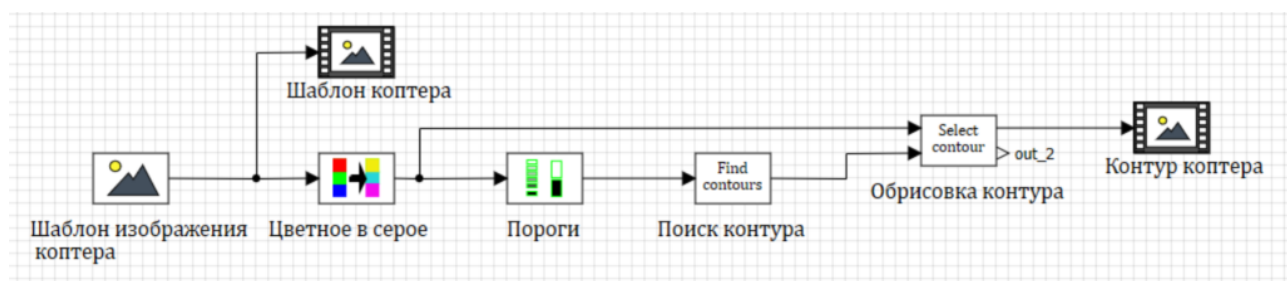 Шаблон коптера
Select
contour
out_2
Контур коптера
Find
contours
Обрисовка контура
Шаблон изображения
коптера
Цветное в серое
Пороги
Поиск контура